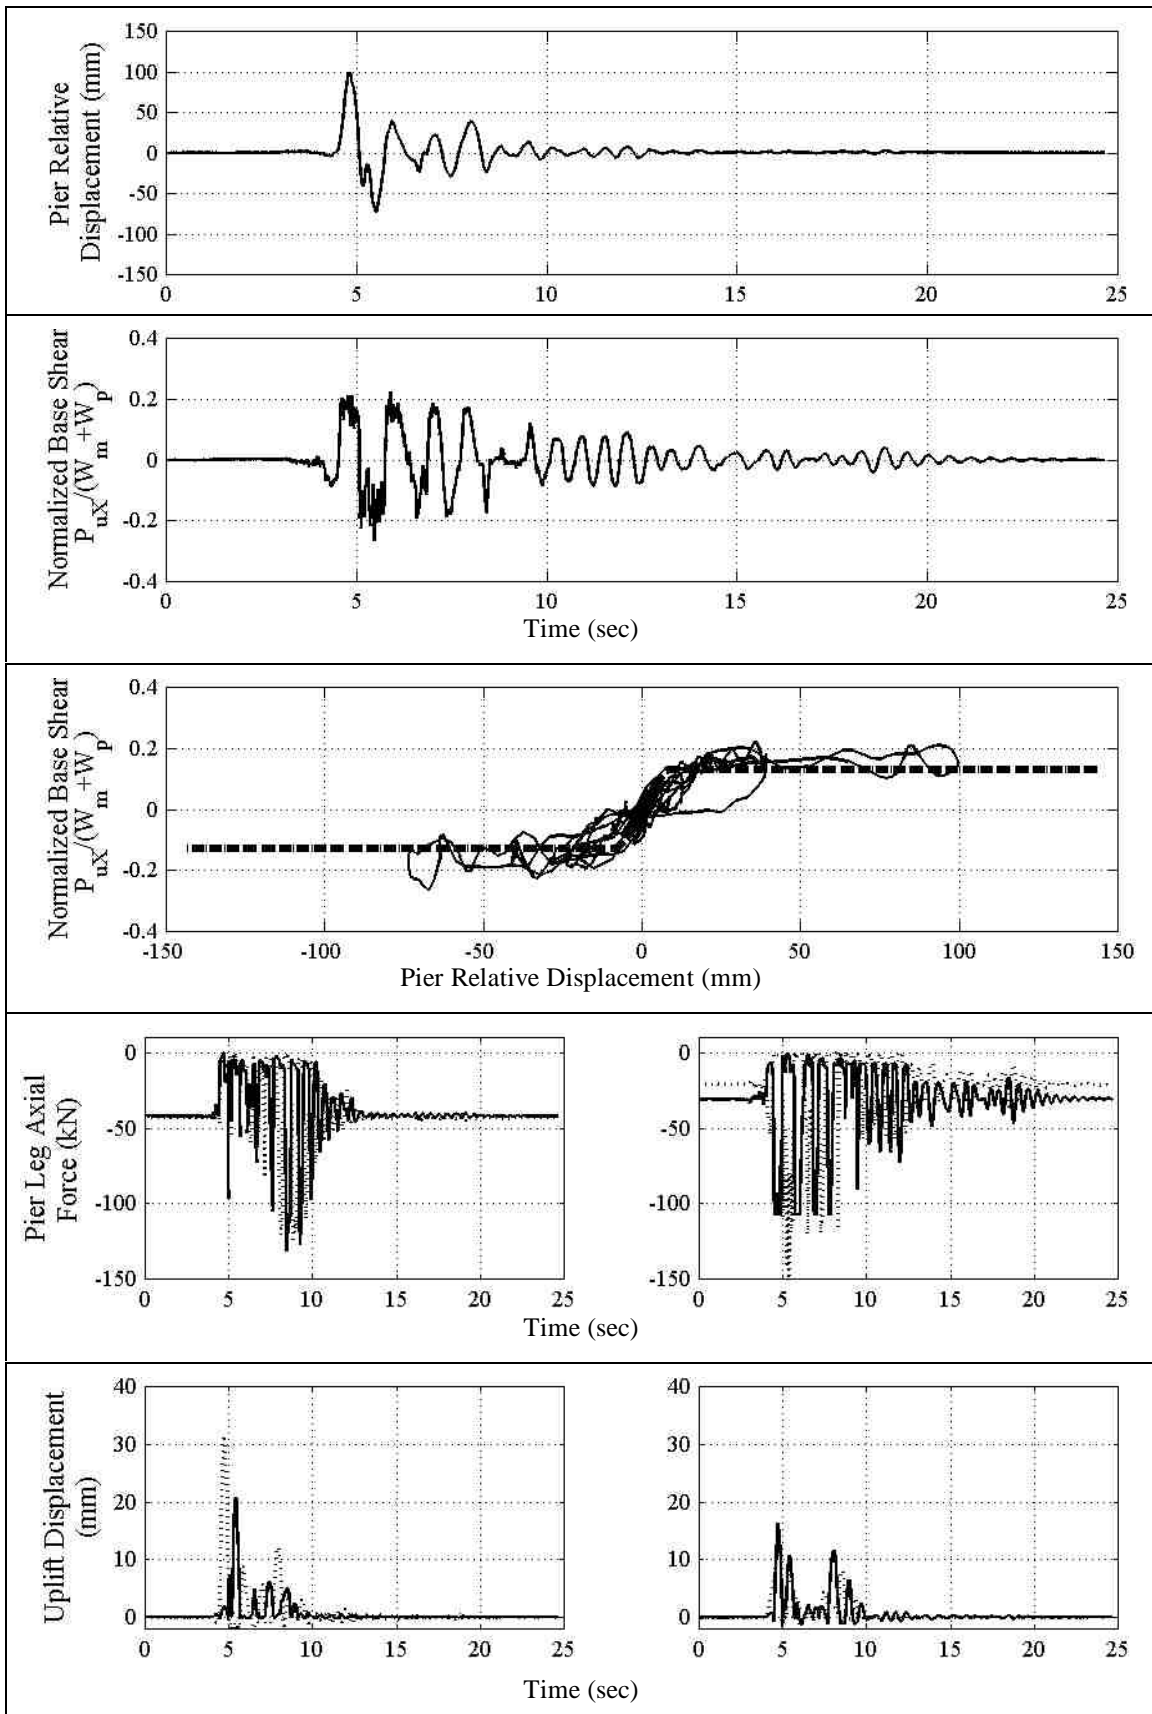 Pier Relative
Displacement (mm)
150
100
50
0
-50
-100
-150
0 5 10 15 20 25
Normalized Base Shear
P_uX/(W_m+W_p)
0.4
0.2
0
-0.2
-0.4
0 5 10 15 20 25
Time (sec)
Normalized Base Shear
P_uX/(W_m+W_p)
0.4
0.2
0
-0.2
-0.4
-150 -100 -50 0 50 100 150
Pier Relative Displacement (mm)
Pier Leg Axial
Force (kN)
0
-50
-100
-150
0 5 10 15 20 25
0
-50
-100
-150
0 5 10 15 20 25
Time (sec)
Uplift Displacement
(mm)
40
30
20
10
0
0 5 10 15 20 25
40
30
20
10
0
0 5 10 15 20 25
Time (sec)